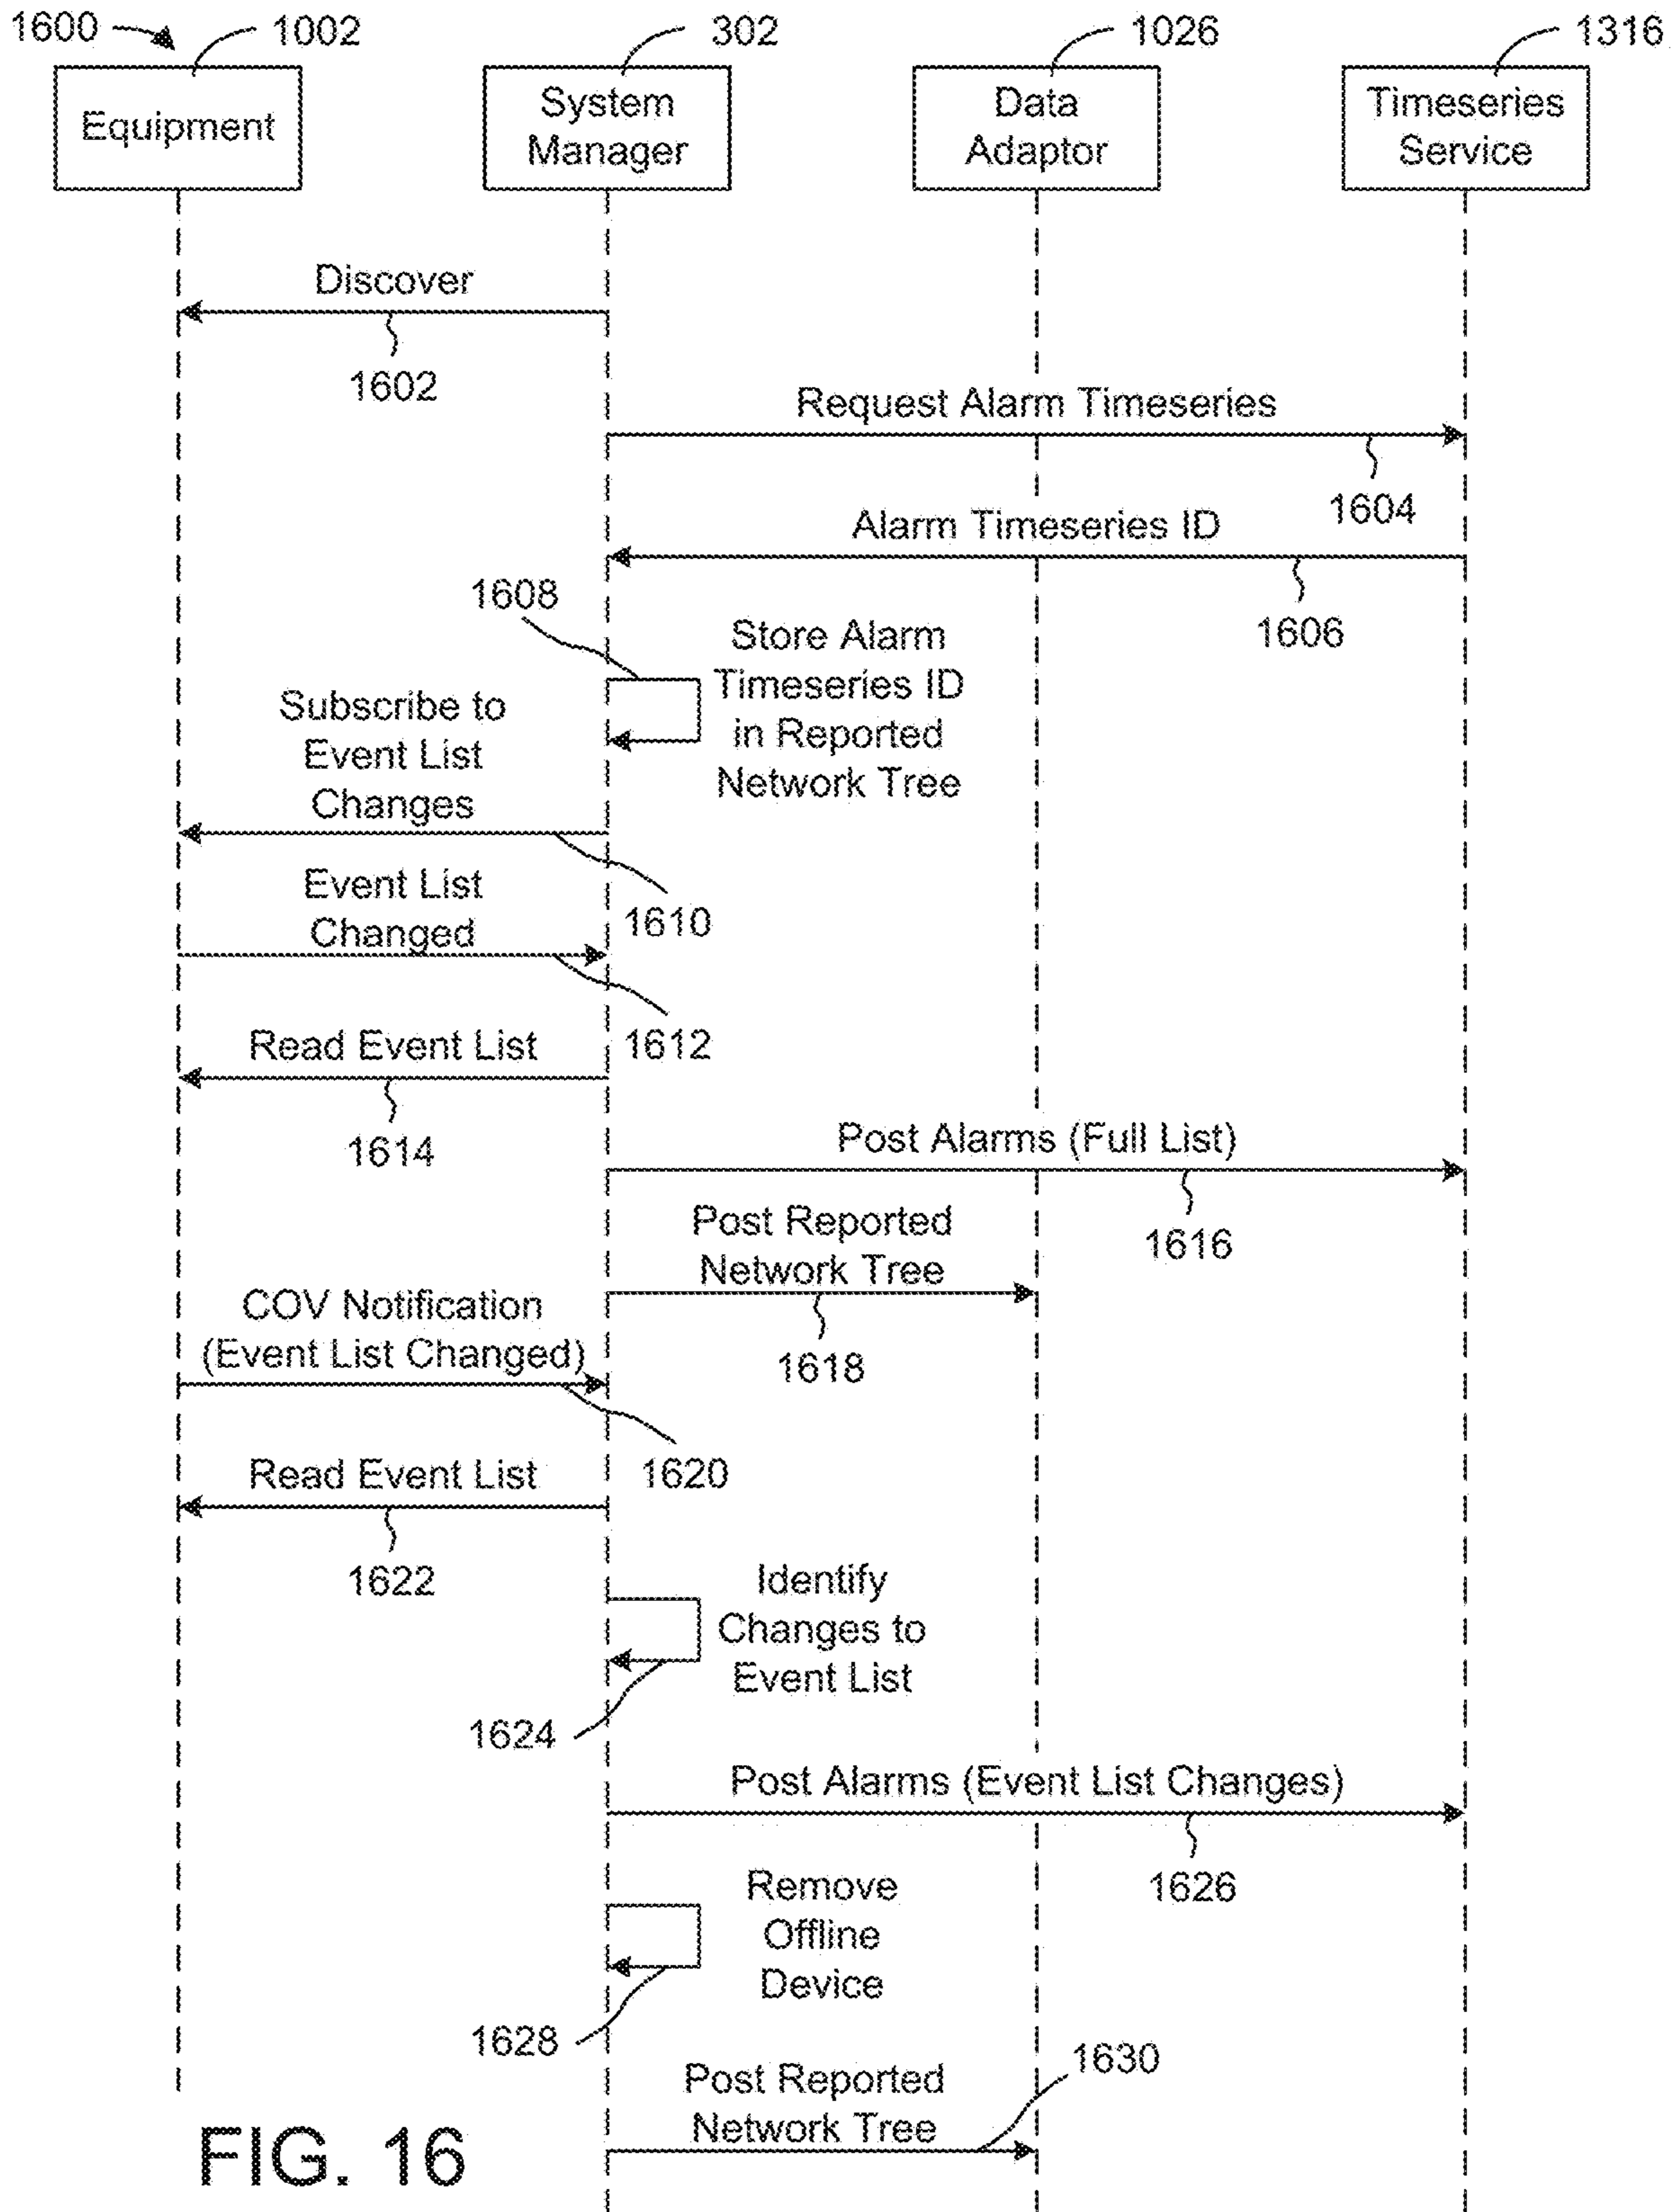 1600
1002
302
1026
1316
Equipment
System
Manager
Data
Adaptor
Timeseries
Service
Discover
1602
Request Alarm Timeseries
1604
Alarm Timeseries ID
1606
1608
Store Alarm
Timeseries ID
in Reported
Network Tree
Subscribe to
Event List
Changes
1610
Event List
Changed
1612
Read Event List
1614
Post Alarms (Full List)
1616
Post Reported
Network Tree
1618
COV Notification
(Event List Changed)
1620
Read Event List
1622
Identify
Changes to
Event List
1624
Post Alarms (Event List Changes)
1626
Remove
Offline
Device
1628
Post Reported
Network Tree
1630
FIG. 16